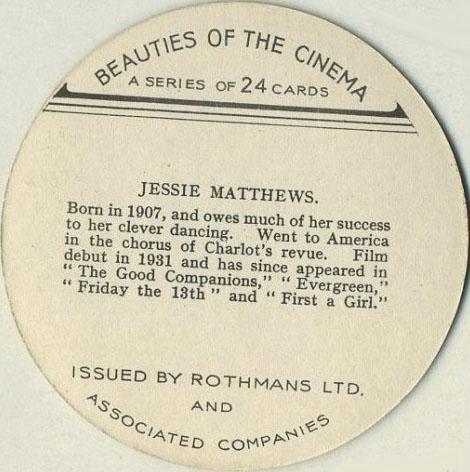 BEAUTIES OF THE CINEMA
A SERIES OF 24 CARDS
JESSIE MATTHEWS.
Born in 1907, and owes much of her success
to her clever dancing. Went to America
in the chorus of Charlot's revue. Film
debut in 1931 and has since appeared in
" The Good Companions," " Evergreen,"
" Friday the 13th " and " First a Girl."
ISSUED BY ROTHMANS LTD.
AND
ASSOCIATED COMPANIES